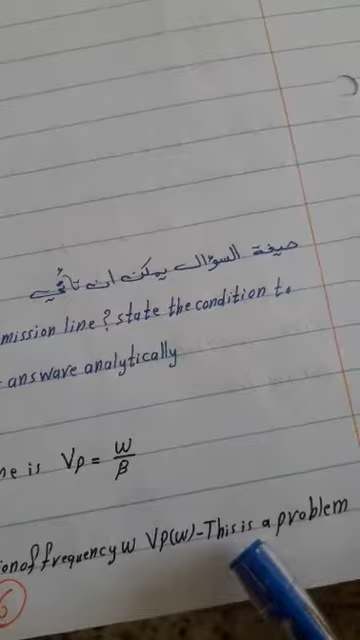 صيغة السؤال يمكن ان تأتي
mission line? state the condition t.
answave analytically
ne is Vp = ω/β
ion of frequency ω Vp(ω) - This is a problem
6